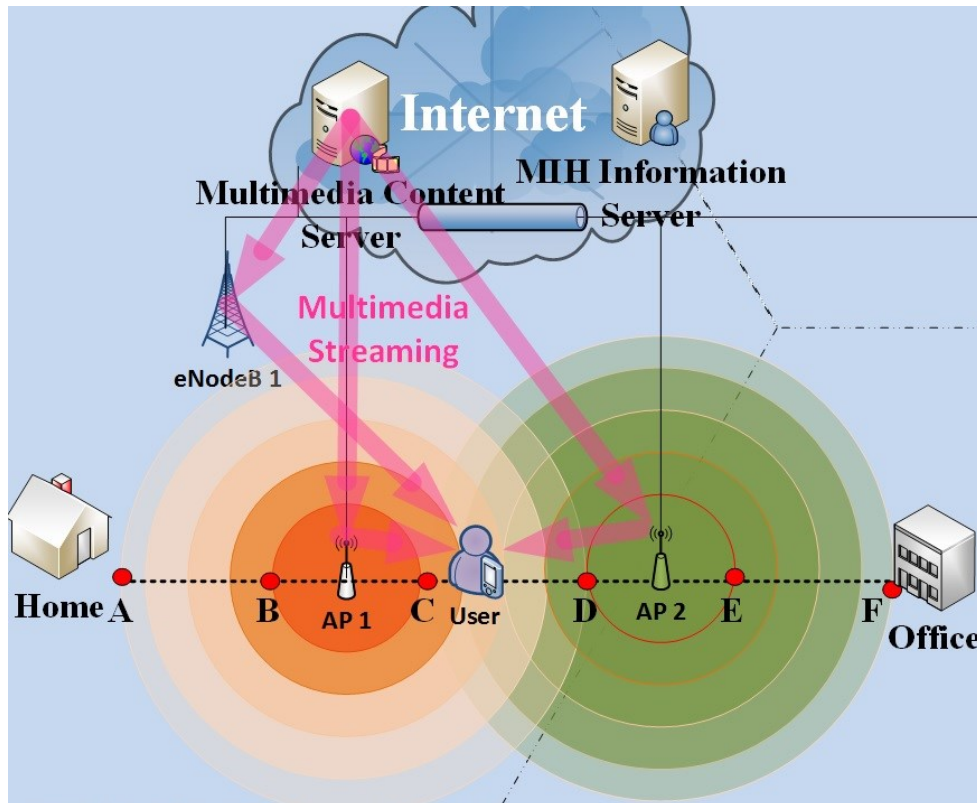 Internet
Multimedia Content
Server
MIH Information
Server
Multimedia
Streaming
eNodeB 1
Home
A
B
AP 1
C
User
D
AP 2
E
F
Office